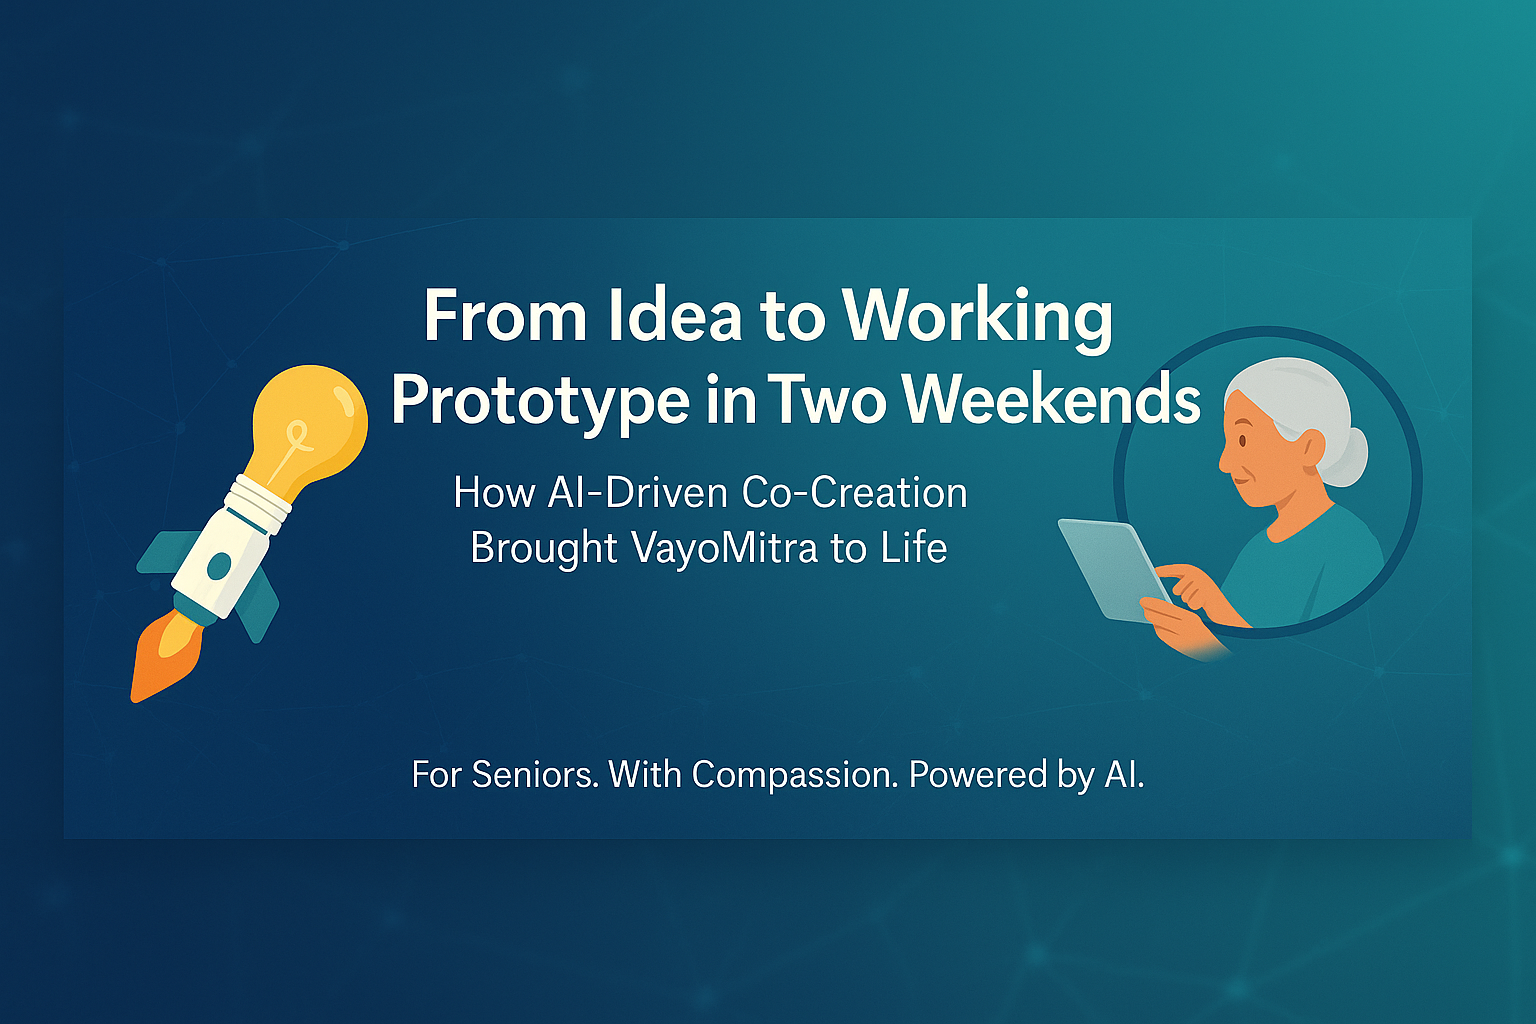 From Idea to Working
Prototype in Two Weekends
How AI-Driven Co-Creation
Brought VayoMitra to Life
For Seniors. With Compassion. Powered by AI.